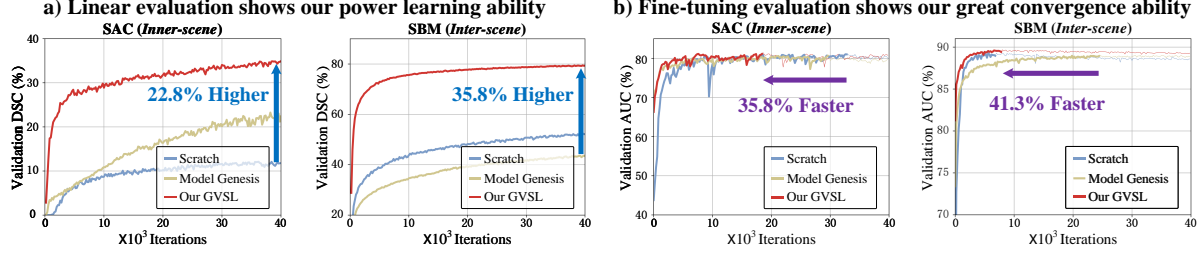 a) Linear evaluation shows our power learning ability
SAC (Inner-scene)
Validation DSC (%)
40
30
20
10
0
0
10
20
30
40
X10³ Iterations
22.8% Higher
Scratch
Model Genesis
Our GVSL
SBM (Inter-scene)
Validation DSC (%)
80
60
40
20
0
10
20
30
40
X10³ Iterations
35.8% Higher
Scratch
Model Genesis
Our GVSL
b) Fine-tuning evaluation shows our great convergence ability
SAC (Inner-scene)
Validation AUC (%)
80
70
60
50
40
0
10
20
30
40
X10³ Iterations
35.8% Faster
Scratch
Model Genesis
Our GVSL
SBM (Inter-scene)
Validation AUC (%)
90
85
80
75
70
0
10
20
30
40
X10³ Iterations
41.3% Faster
Scratch
Model Genesis
Our GVSL